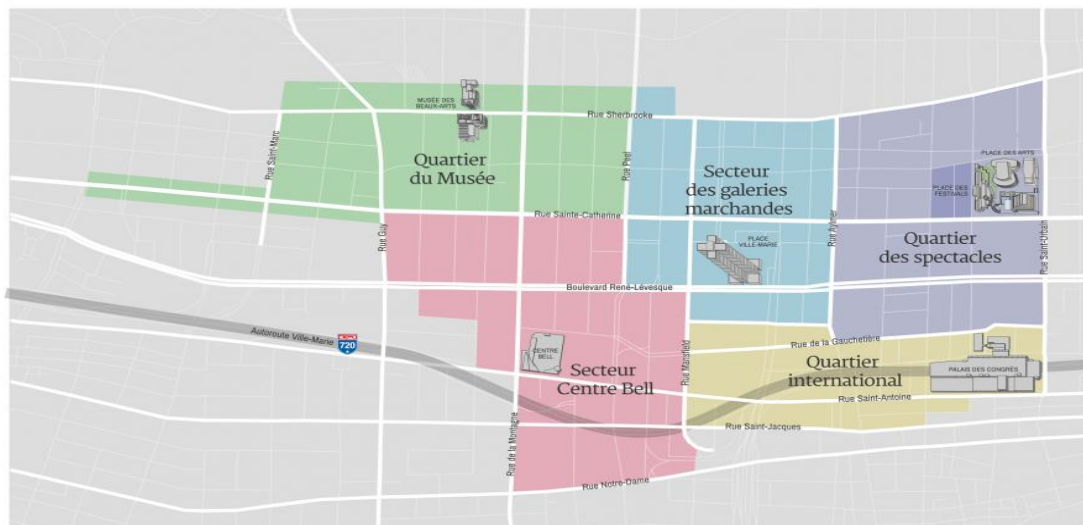 MUSÉE DES
BEAUX-ARTS
Rue Sherbrooke
Rue Saint-Marc
Quartier
du Musée
Rue Peel
Secteur
des galeries
marchandes
PLACE DES ARTS
PLACE DES
FESTIVALS
Rue Sainte-Catherine
Rue Guy
PLACE
VILLE-MARIE
Rue Aylmer
Quartier
des spectacles
Rue Saint-Urbain
Boulevard René-Lévesque
Autoroute Ville-Marie
720
CENTRE
BELL
Secteur
Centre Bell
Rue Mansfield
Rue de la Gauchetière
Quartier
international
PALAIS DES CONGRÈS
Rue Saint-Antoine
Rue de la Montagne
Rue Saint-Jacques
Rue Notre-Dame